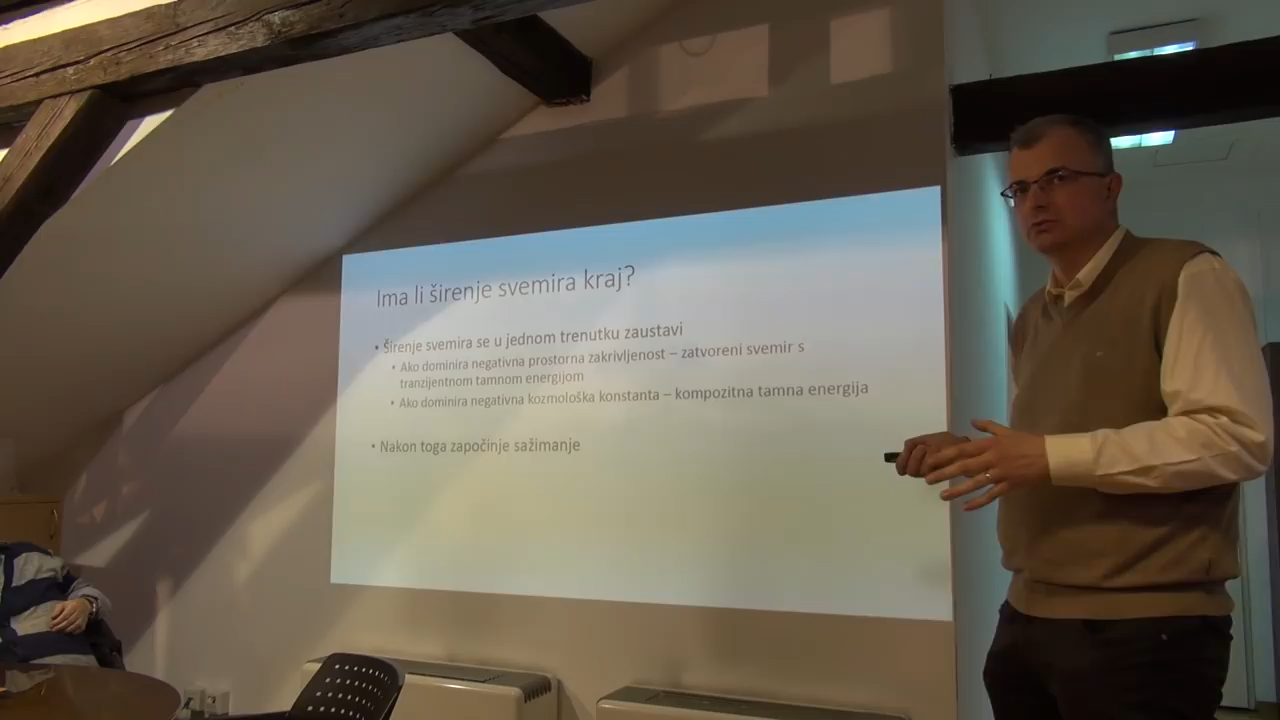 Ima li širenje svemira kraj?
• Širenje svemira se u jednom trenutku zaustavi
• Ako dominira negativna prostorna zakrivljenost – zatvoreni svemir s
tranzijentnom tamnom energijom
• Ako dominira negativna kozmološka konstanta – kompozitna tamna energija
• Nakon toga započinje sažimanje